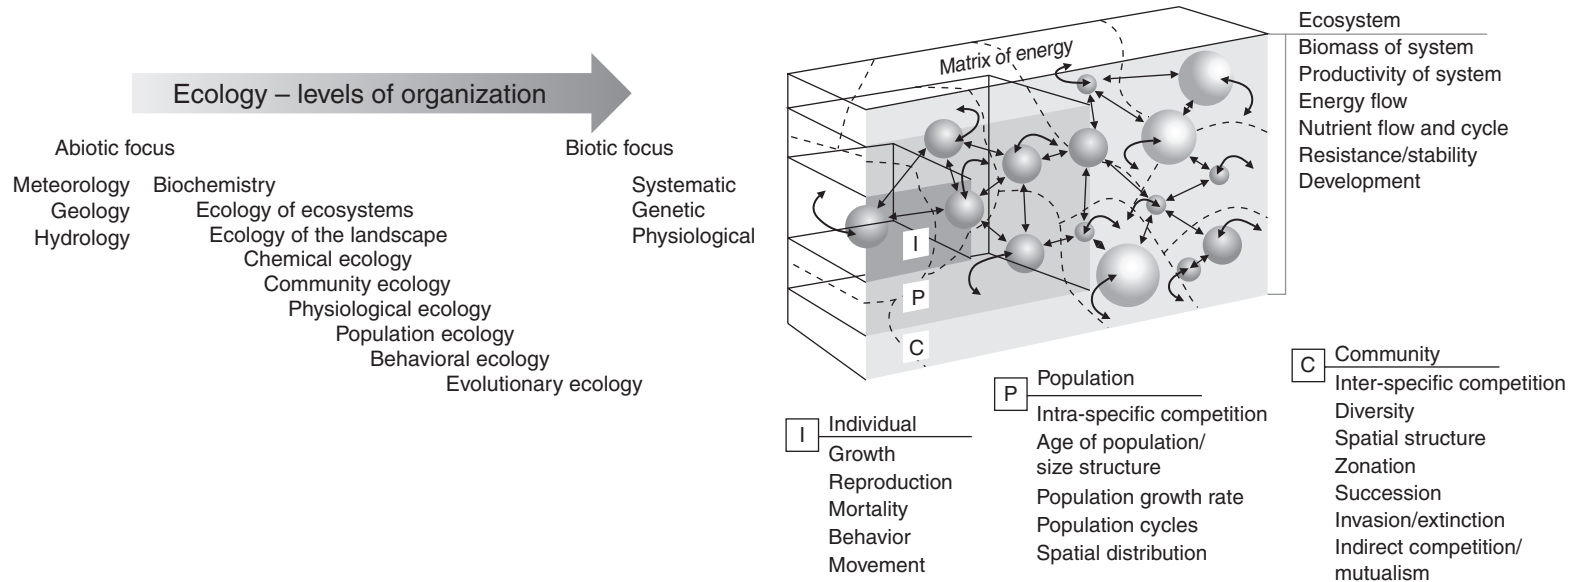 Ecology – levels of organization
Abiotic focus
Biotic focus
Meteorology
Geology
Hydrology
Biochemistry
Ecology of ecosystems
Ecology of the landscape
Chemical ecology
Community ecology
Physiological ecology
Population ecology
Behavioral ecology
Evolutionary ecology
Systematic
Genetic
Physiological
Matrix of energy
I
P
C
Ecosystem
Biomass of system
Productivity of system
Energy flow
Nutrient flow and cycle
Resistance/stability
Development
I
Individual
Growth
Reproduction
Mortality
Behavior
Movement
P
Population
Intra-specific competition
Age of population/
size structure
Population growth rate
Population cycles
Spatial distribution
C
Community
Inter-specific competition
Diversity
Spatial structure
Zonation
Succession
Invasion/extinction
Indirect competition/
mutualism